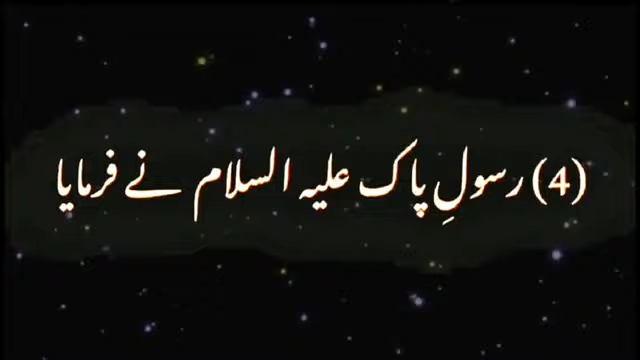 (4) رسولِ پاک علیہ السلام نے فرمایا